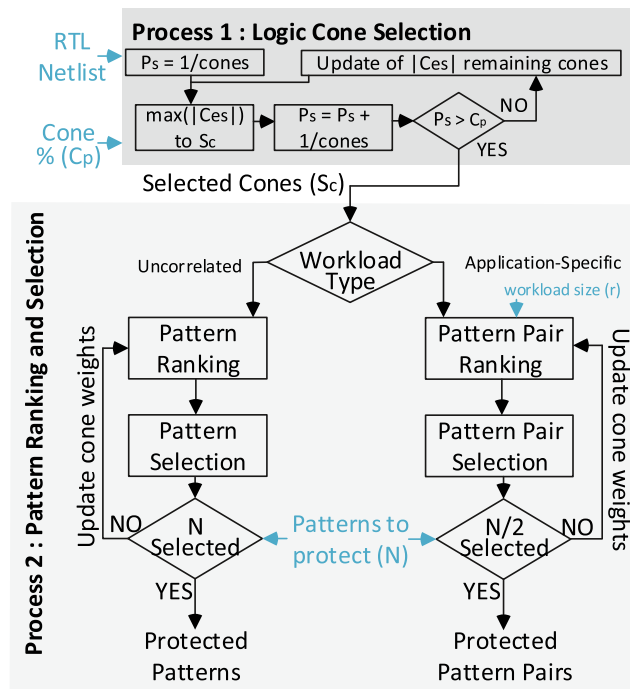 Process 1 : Logic Cone Selection
RTL
Netlist
Ps = 1/cones
Update of |Ces| remaining cones
max(|Ces|)
to Sc
Ps = Ps +
1/cones
Ps > Cp
NO
YES
Cone
% (Cp)
Selected Cones (Sc)
Process 2 : Pattern Ranking and Selection
Workload
Type
Uncorrelated
Application-Specific
workload size (r)
Pattern
Ranking
Pattern Pair
Ranking
Update cone weights
Update cone weights
Pattern
Selection
Pattern Pair
Selection
NO
N
Selected
Patterns to
protect (N)
N/2
Selected
NO
YES
YES
Protected
Patterns
Protected
Pattern Pairs